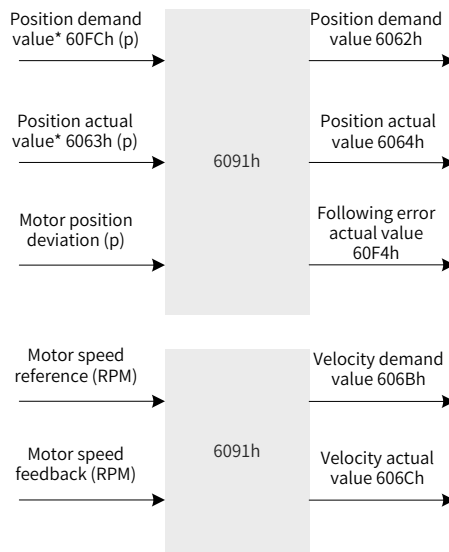 Position demand
value* 60FCh (p)
Position demand
value 6062h
Position actual
value* 6063h (p)
6091h
Position actual
value 6064h
Motor position
deviation (p)
Following error
actual value
60F4h
Motor speed
reference (RPM)
Velocity demand
value 606Bh
6091h
Motor speed
feedback (RPM)
Velocity actual
value 606Ch